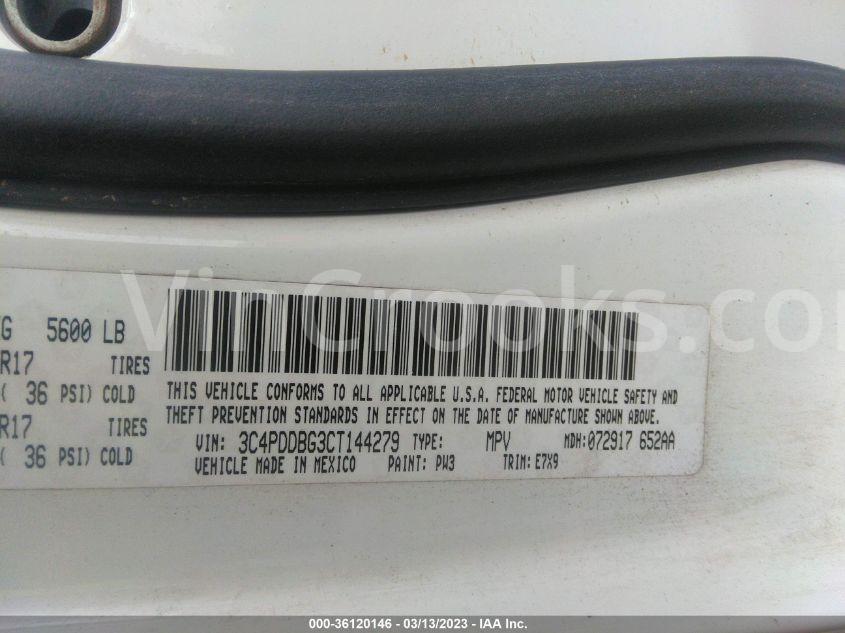 VinCrooks.com
G 5600 LB
R17 TIRES
( 36 PSI) COLD
R17 TIRES
( 36 PSI) COLD
THIS VEHICLE CONFORMS TO ALL APPLICABLE U.S.A. FEDERAL MOTOR VEHICLE SAFETY AND
THEFT PREVENTION STANDARDS IN EFFECT ON THE DATE OF MANUFACTURE SHOWN ABOVE.
VIN: 3C4PDDBG3CT144279 TYPE: MPV MDH:072917 652AA
VEHICLE MADE IN MEXICO PAINT: PW3 TRIM: E7X9
000-36120146 - 03/13/2023 - IAA Inc.